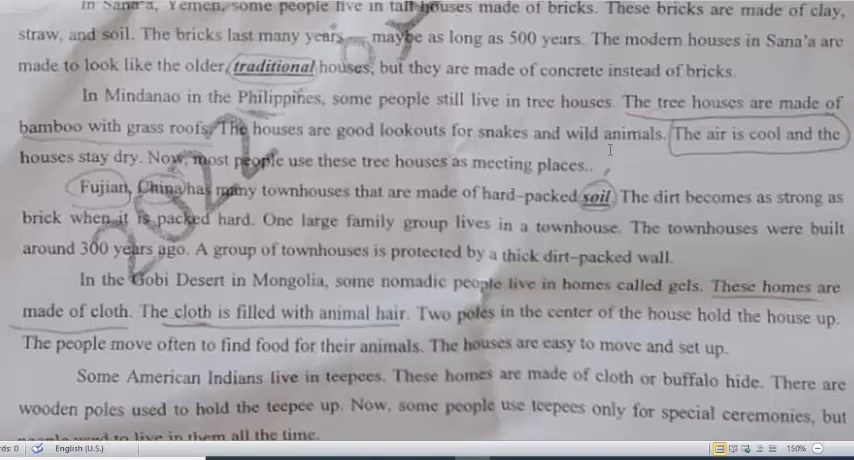 In Sana'a, Yemen, some people live in tall houses made of bricks. These bricks are made of clay,
straw, and soil. The bricks last many years — maybe as long as 500 years. The modern houses in Sana'a are
made to look like the older traditional houses, but they are made of concrete instead of bricks.
In Mindanao in the Philippines, some people still live in tree houses. The tree houses are made of
bamboo with grass roofs. The houses are good lookouts for snakes and wild animals. The air is cool and the
houses stay dry. Now, most people use these tree houses as meeting places..
Fujian, China has many townhouses that are made of hard-packed soil. The dirt becomes as strong as
brick when it is packed hard. One large family group lives in a townhouse. The townhouses were built
around 300 years ago. A group of townhouses is protected by a thick dirt-packed wall.
In the Gobi Desert in Mongolia, some nomadic people live in homes called gels. These homes are
made of cloth. The cloth is filled with animal hair. Two poles in the center of the house hold the house up.
The people move often to find food for their animals. The houses are easy to move and set up.
Some American Indians live in teepees. These homes are made of cloth or buffalo hide. There are
wooden poles used to hold the teepee up. Now, some people use teepees only for special ceremonies, but
people used to live in them all the time.
2022
rds: 0 English (U.S.) 150%